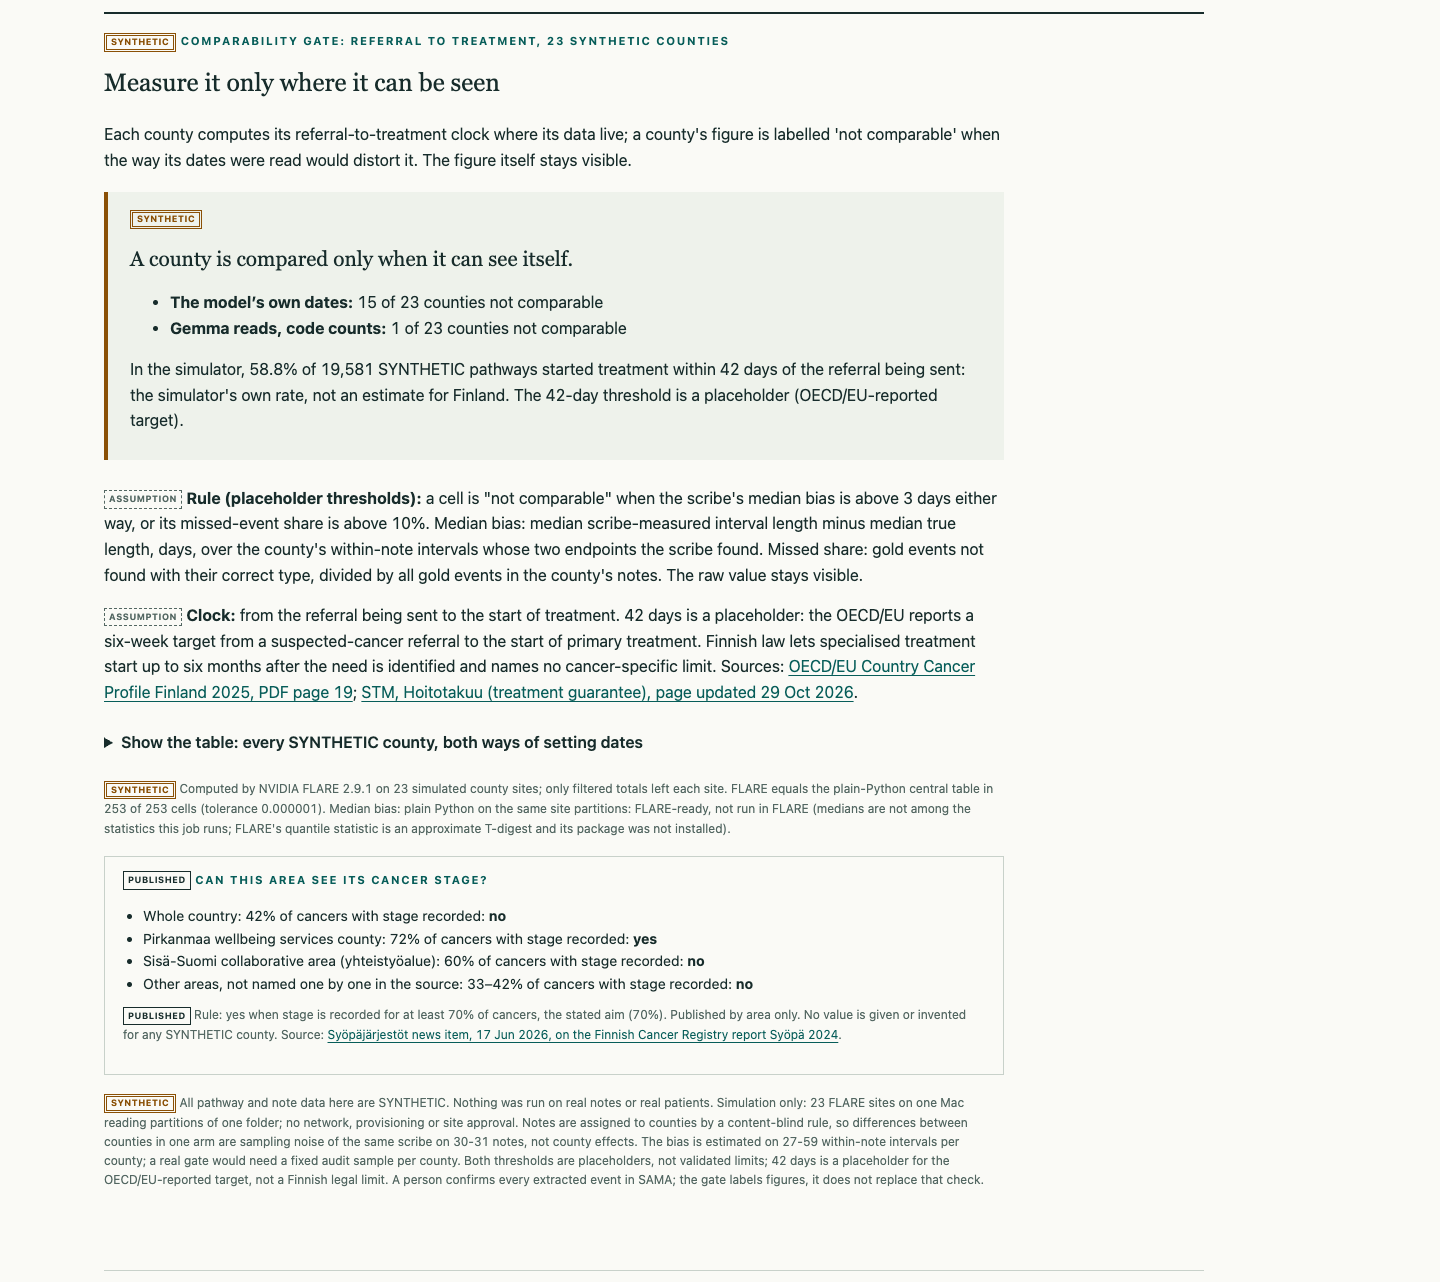 SYNTHETIC COMPARABILITY GATE: REFERRAL TO TREATMENT, 23 SYNTHETIC COUNTIES
Measure it only where it can be seen
Each county computes its referral-to-treatment clock where its data live; a county's figure is labelled 'not comparable' when
the way its dates were read would distort it. The figure itself stays visible.
SYNTHETIC
A county is compared only when it can see itself.
• The model’s own dates: 15 of 23 counties not comparable
• Gemma reads, code counts: 1 of 23 counties not comparable
In the simulator, 58.8% of 19,581 SYNTHETIC pathways started treatment within 42 days of the referral being sent:
the simulator's own rate, not an estimate for Finland. The 42-day threshold is a placeholder (OECD/EU-reported
target).
ASSUMPTION Rule (placeholder thresholds): a cell is "not comparable" when the scribe's median bias is above 3 days either
way, or its missed-event share is above 10%. Median bias: median scribe-measured interval length minus median true
length, days, over the county's within-note intervals whose two endpoints the scribe found. Missed share: gold events not
found with their correct type, divided by all gold events in the county's notes. The raw value stays visible.
ASSUMPTION Clock: from the referral being sent to the start of treatment. 42 days is a placeholder: the OECD/EU reports a
six-week target from a suspected-cancer referral to the start of primary treatment. Finnish law lets specialised treatment
start up to six months after the need is identified and names no cancer-specific limit. Sources: OECD/EU Country Cancer
Profile Finland 2025, PDF page 19; STM, Hoitotakuu (treatment guarantee), page updated 29 Oct 2026.
▶ Show the table: every SYNTHETIC county, both ways of setting dates
SYNTHETIC Computed by NVIDIA FLARE 2.9.1 on 23 simulated county sites; only filtered totals left each site. FLARE equals the plain-Python central table in
253 of 253 cells (tolerance 0.000001). Median bias: plain Python on the same site partitions: FLARE-ready, not run in FLARE (medians are not among the
statistics this job runs; FLARE's quantile statistic is an approximate T-digest and its package was not installed).
PUBLISHED CAN THIS AREA SEE ITS CANCER STAGE?
• Whole country: 42% of cancers with stage recorded: no
• Pirkanmaa wellbeing services county: 72% of cancers with stage recorded: yes
• Sisä-Suomi collaborative area (yhteistyöalue): 60% of cancers with stage recorded: no
• Other areas, not named one by one in the source: 33–42% of cancers with stage recorded: no
PUBLISHED Rule: yes when stage is recorded for at least 70% of cancers, the stated aim (70%). Published by area only. No value is given or invented
for any SYNTHETIC county. Source: Syöpäjärjestöt news item, 17 Jun 2026, on the Finnish Cancer Registry report Syöpä 2024.
SYNTHETIC All pathway and note data here are SYNTHETIC. Nothing was run on real notes or real patients. Simulation only: 23 FLARE sites on one Mac
reading partitions of one folder; no network, provisioning or site approval. Notes are assigned to counties by a content-blind rule, so differences between
counties in one arm are sampling noise of the same scribe on 30-31 notes, not county effects. The bias is estimated on 27-59 within-note intervals per
county; a real gate would need a fixed audit sample per county. Both thresholds are placeholders, not validated limits; 42 days is a placeholder for the
OECD/EU-reported target, not a Finnish legal limit. A person confirms every extracted event in SAMA; the gate labels figures, it does not replace that check.